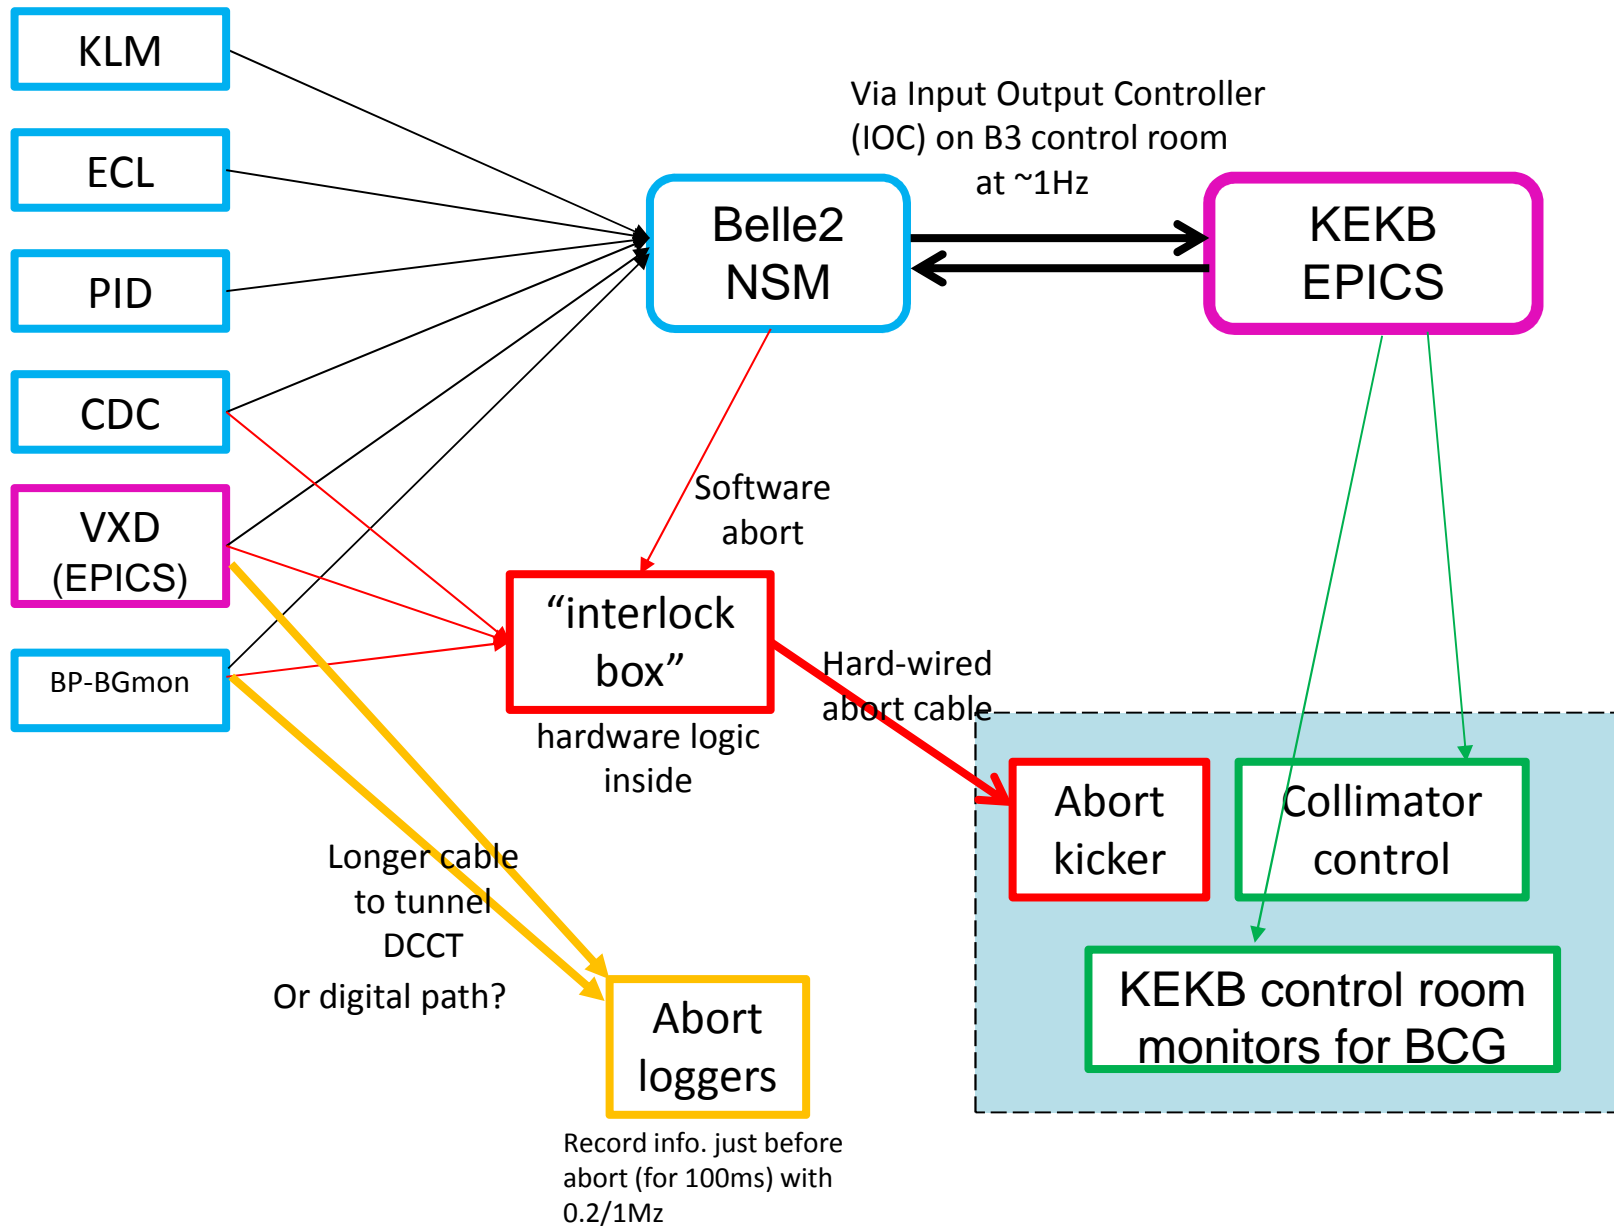 KLM
ECL
PID
CDC
VXD
(EPICS)
BP-BGmon
Belle2
NSM
Via Input Output Controller
(IOC) on B3 control room
at ~1Hz
KEKB
EPICS
Software
abort
“interlock
box”
hardware logic
inside
Hard-wired
abort cable
Abort
kicker
Collimator
control
KEKB control room
monitors for BCG
Longer cable
to tunnel
DCCT
Or digital path?
Abort
loggers
Record info. just before
abort (for 100ms) with
0.2/1Mz